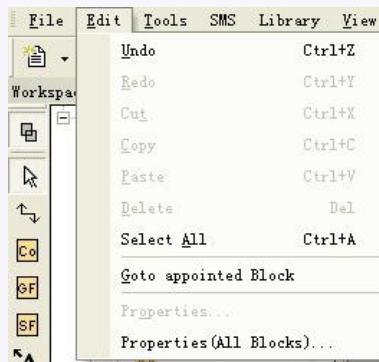 File Edit Tools SMS Library View
Undo Ctrl+Z
Workspa
Redo Ctrl+Y
Cut Ctrl+X
Copy Ctrl+C
Paste Ctrl+V
Delete Del
Select All Ctrl+A
Co
Goto appointed Block
GF
Properties...
SF
Properties(All Blocks)...
A